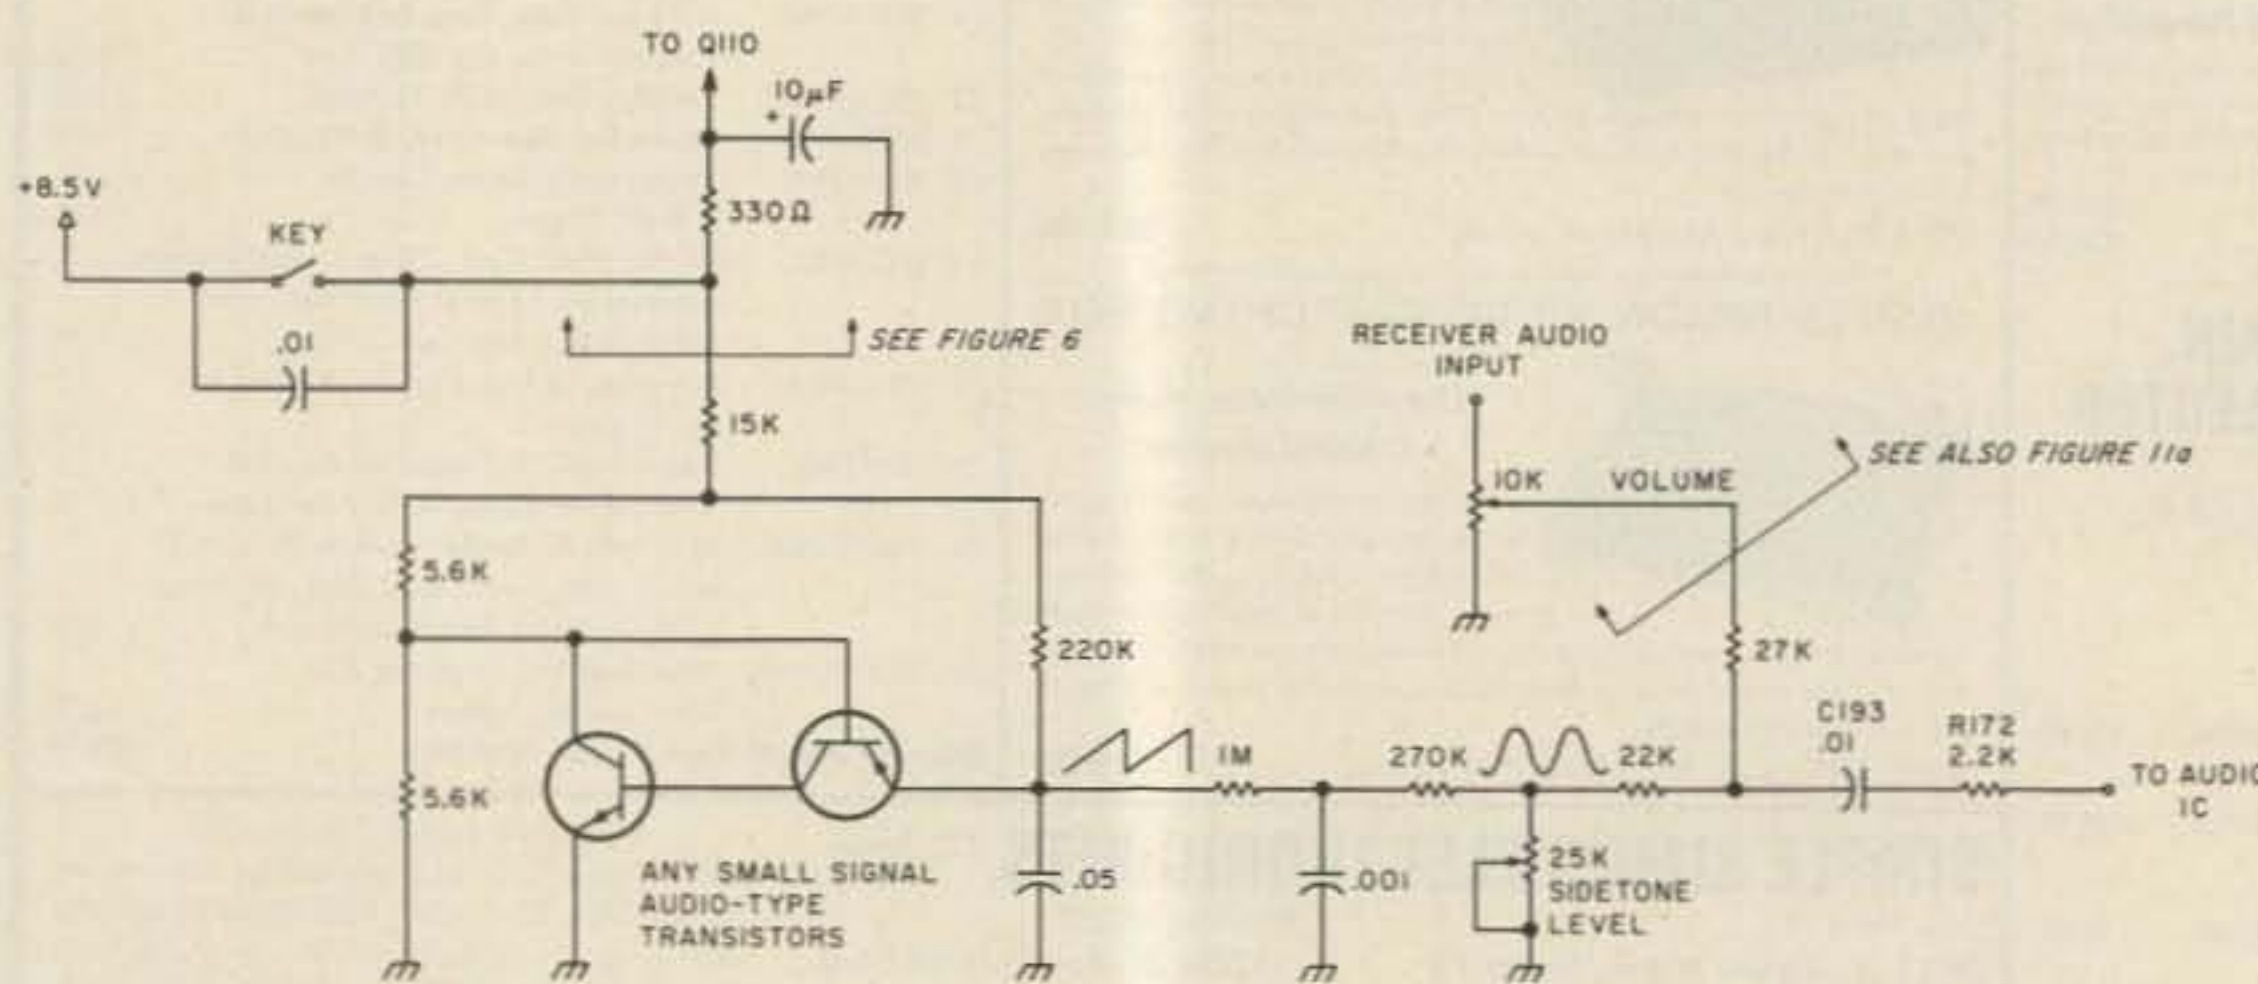 TO Q110
10µF
+
+8.5V
330Ω
KEY
.01
SEE FIGURE 6
RECEIVER AUDIO
INPUT
15K
SEE ALSO FIGURE 11a
10K
VOLUME
5.6K
220K
27K
C193
.01
R172
2.2K
1M
270K
22K
TO AUDIO
IC
5.6K
ANY SMALL SIGNAL
AUDIO-TYPE
TRANSISTORS
.05
.001
25K
SIDETONE
LEVEL